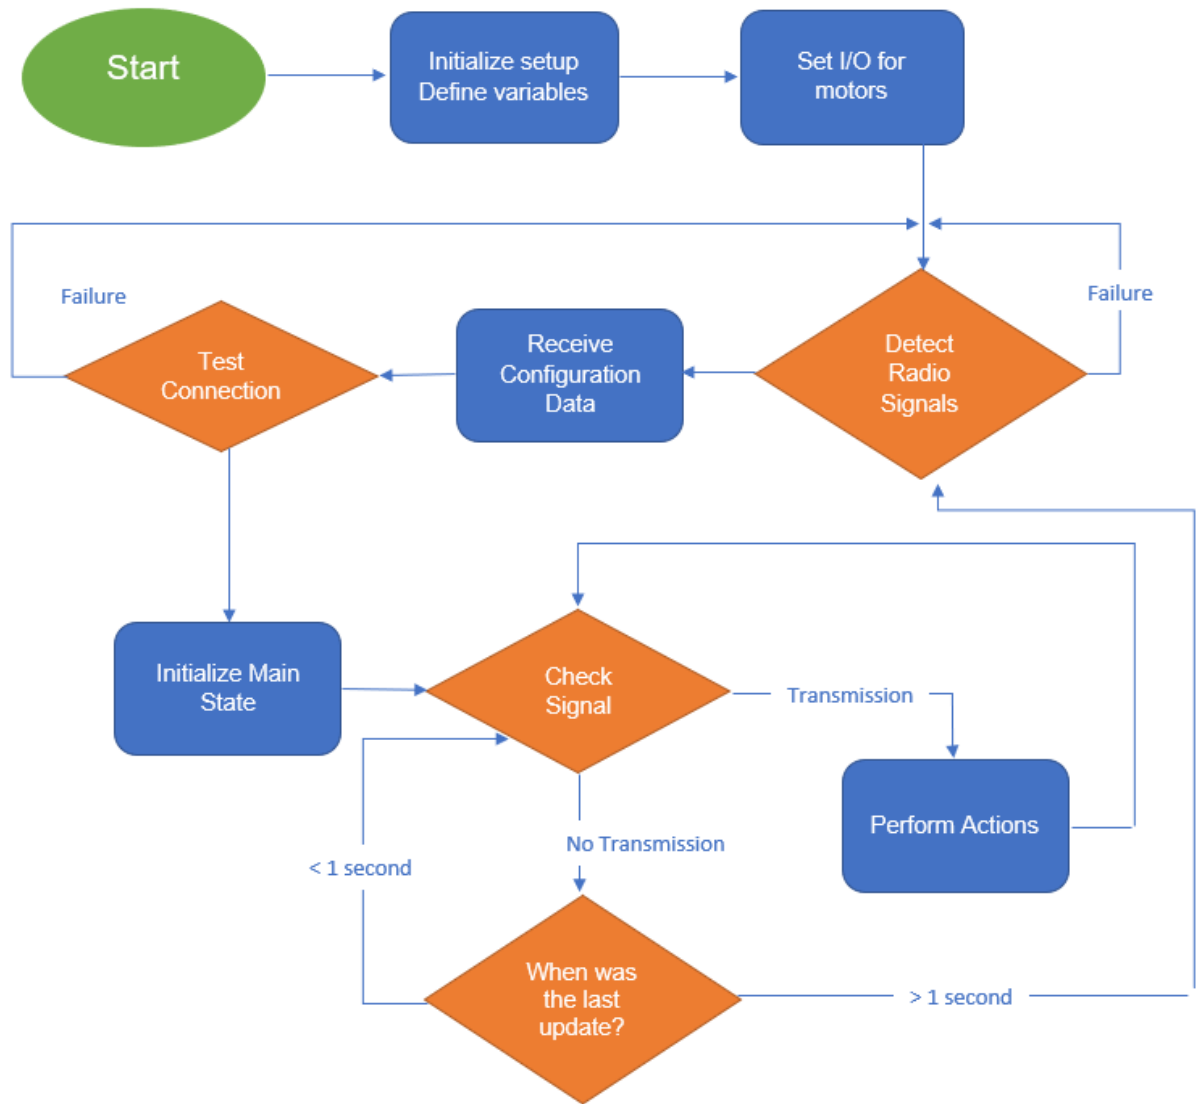 Start
Initialize setup
Define variables
Set I/O for
motors
Failure
Failure
Test
Connection
Receive
Configuration
Data
Detect
Radio
Signals
Initialize Main
State
Check
Signal
Transmission
Perform Actions
No Transmission
< 1 second
When was
the last
update?
> 1 second